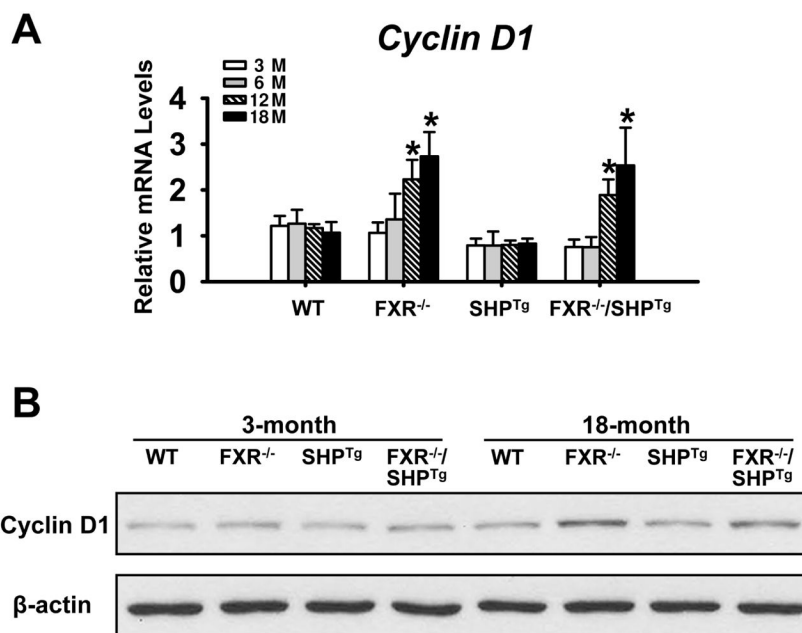 A
Cyclin D1
3 M
6 M
12 M
18 M
Relative mRNA Levels
4
3
2
1
0
* * * *
WT FXR-/- SHPTg FXR-/-/SHPTg
B
3-month 18-month
WT FXR-/- SHPTg FXR-/-/ WT FXR-/- SHPTg FXR-/-/
SHPTg SHPTg
Cyclin D1
β-actin